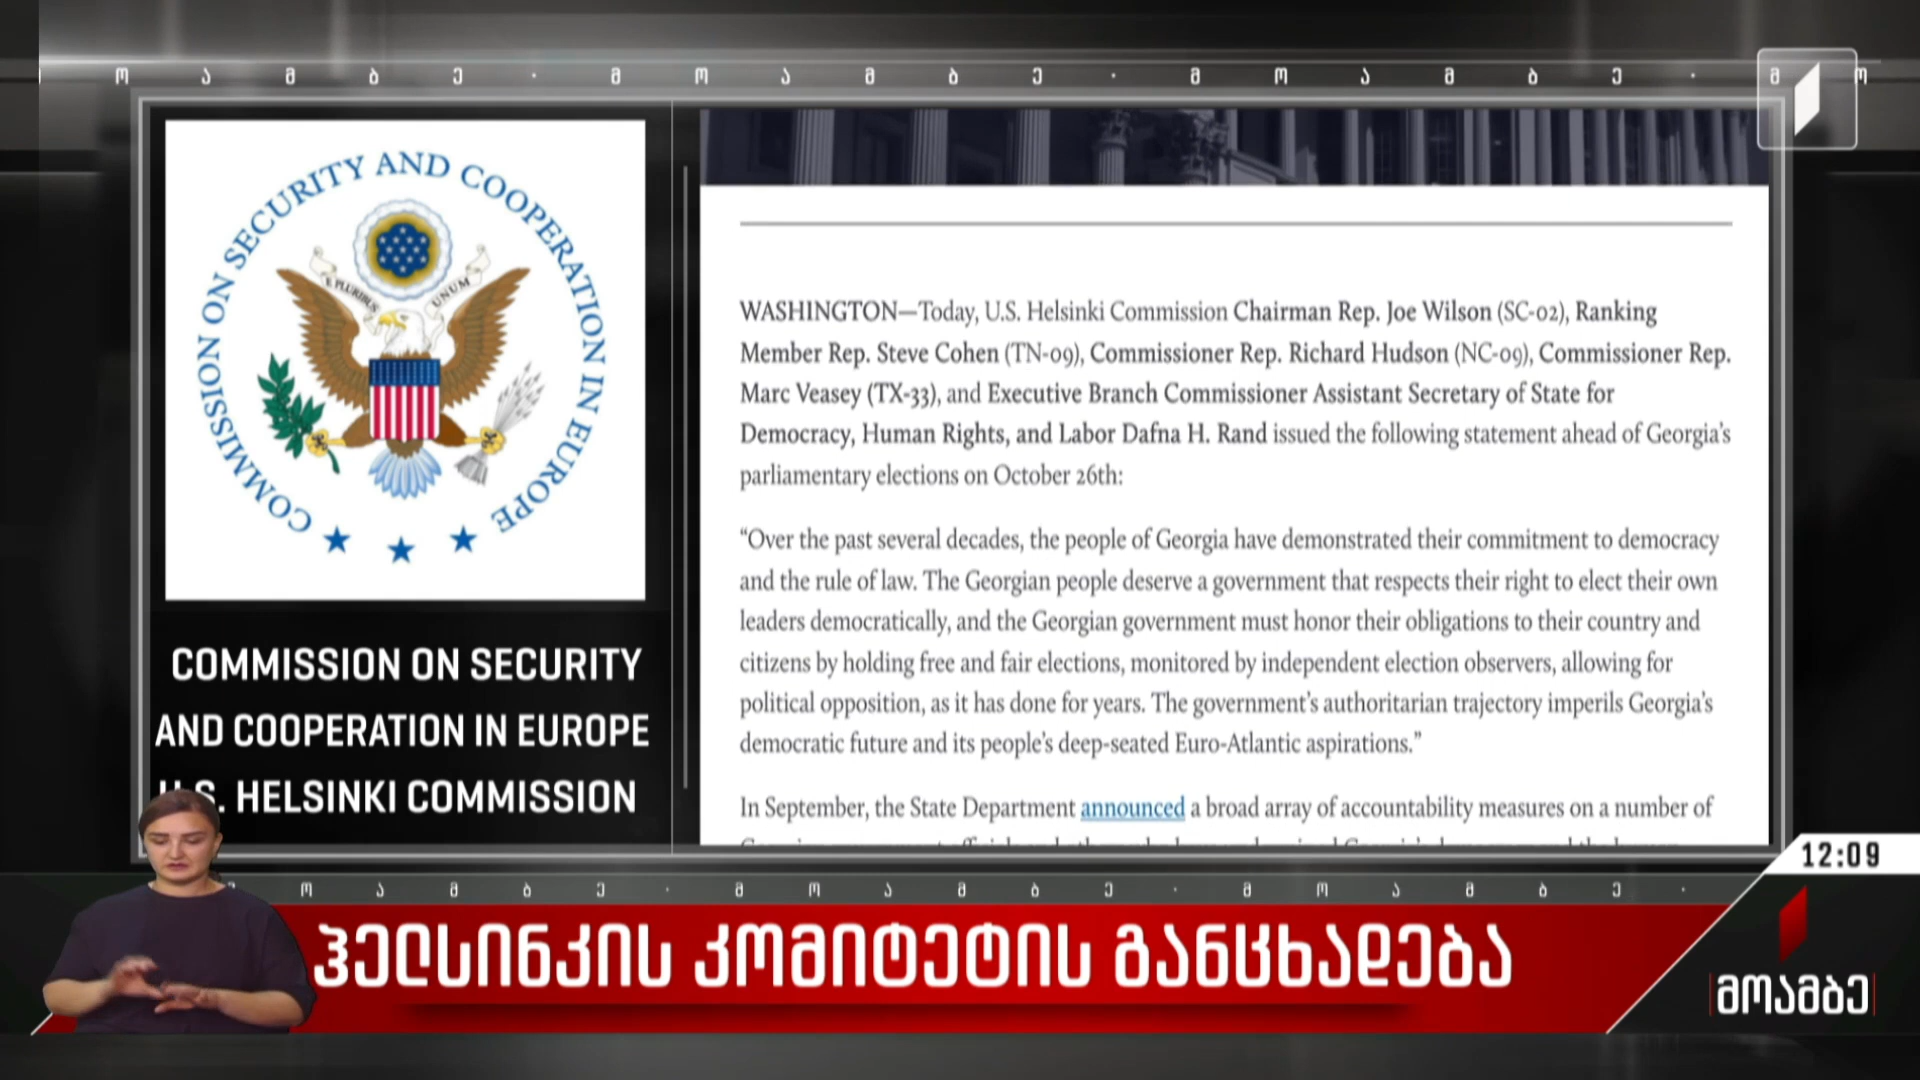 ო ა მ ბ ე · მ ო ა მ ბ ე · მ ო ა მ ბ ე · მ ო
COMMISSION ON SECURITY AND COOPERATION IN EUROPE
E PLURIBUS UNUM
COMMISSION ON SECURITY
AND COOPERATION IN EUROPE
U.S. HELSINKI COMMISSION
WASHINGTON—Today, U.S. Helsinki Commission Chairman Rep. Joe Wilson (SC-02), Ranking
Member Rep. Steve Cohen (TN-09), Commissioner Rep. Richard Hudson (NC-09), Commissioner Rep.
Marc Veasey (TX-33), and Executive Branch Commissioner Assistant Secretary of State for
Democracy, Human Rights, and Labor Dafna H. Rand issued the following statement ahead of Georgia's
parliamentary elections on October 26th:
“Over the past several decades, the people of Georgia have demonstrated their commitment to democracy
and the rule of law. The Georgian people deserve a government that respects their right to elect their own
leaders democratically, and the Georgian government must honor their obligations to their country and
citizens by holding free and fair elections, monitored by independent election observers, allowing for
political opposition, as it has done for years. The government's authoritarian trajectory imperils Georgia's
democratic future and its people's deep-seated Euro-Atlantic aspirations.”
In September, the State Department announced a broad array of accountability measures on a number of
12:09
ო ა მ ბ ე · მ ო ა მ ბ ე · მ ო ა მ ბ ე ·
ჰელსინკის კომიტეტის განცხადება
მოამბე